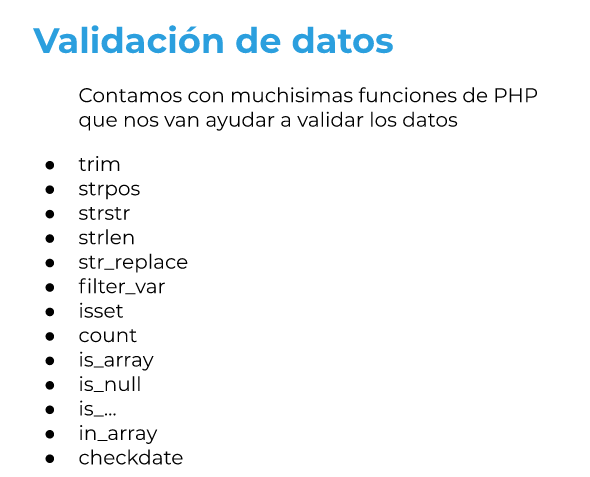 Validación de datos
Contamos con muchisimas funciones de PHP
que nos van ayudar a validar los datos
● trim
● strpos
● strstr
● strlen
● str_replace
● filter_var
● isset
● count
● is_array
● is_null
● is_...
● in_array
● checkdate